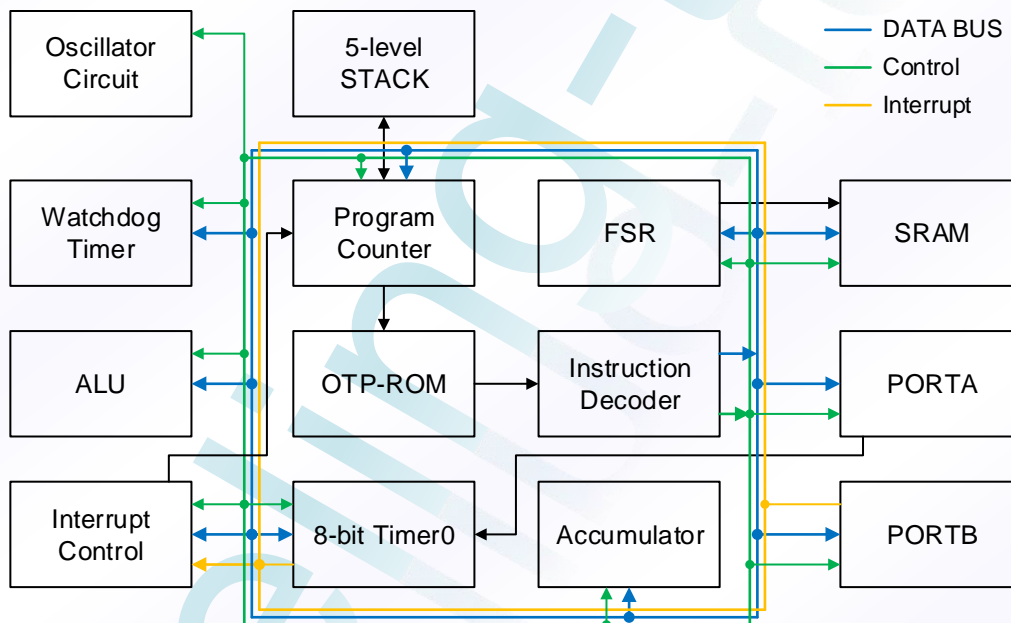 Oscillator
Circuit
5-level
STACK
DATA BUS
Control
Interrupt
Watchdog
Timer
Program
Counter
FSR
SRAM
ALU
OTP-ROM
Instruction
Decoder
PORTA
Interrupt
Control
8-bit Timer0
Accumulator
PORTB